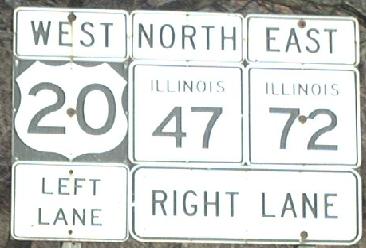 WEST NORTH EAST
20 ILLINOIS 47 ILLINOIS 72
LEFT LANE RIGHT LANE